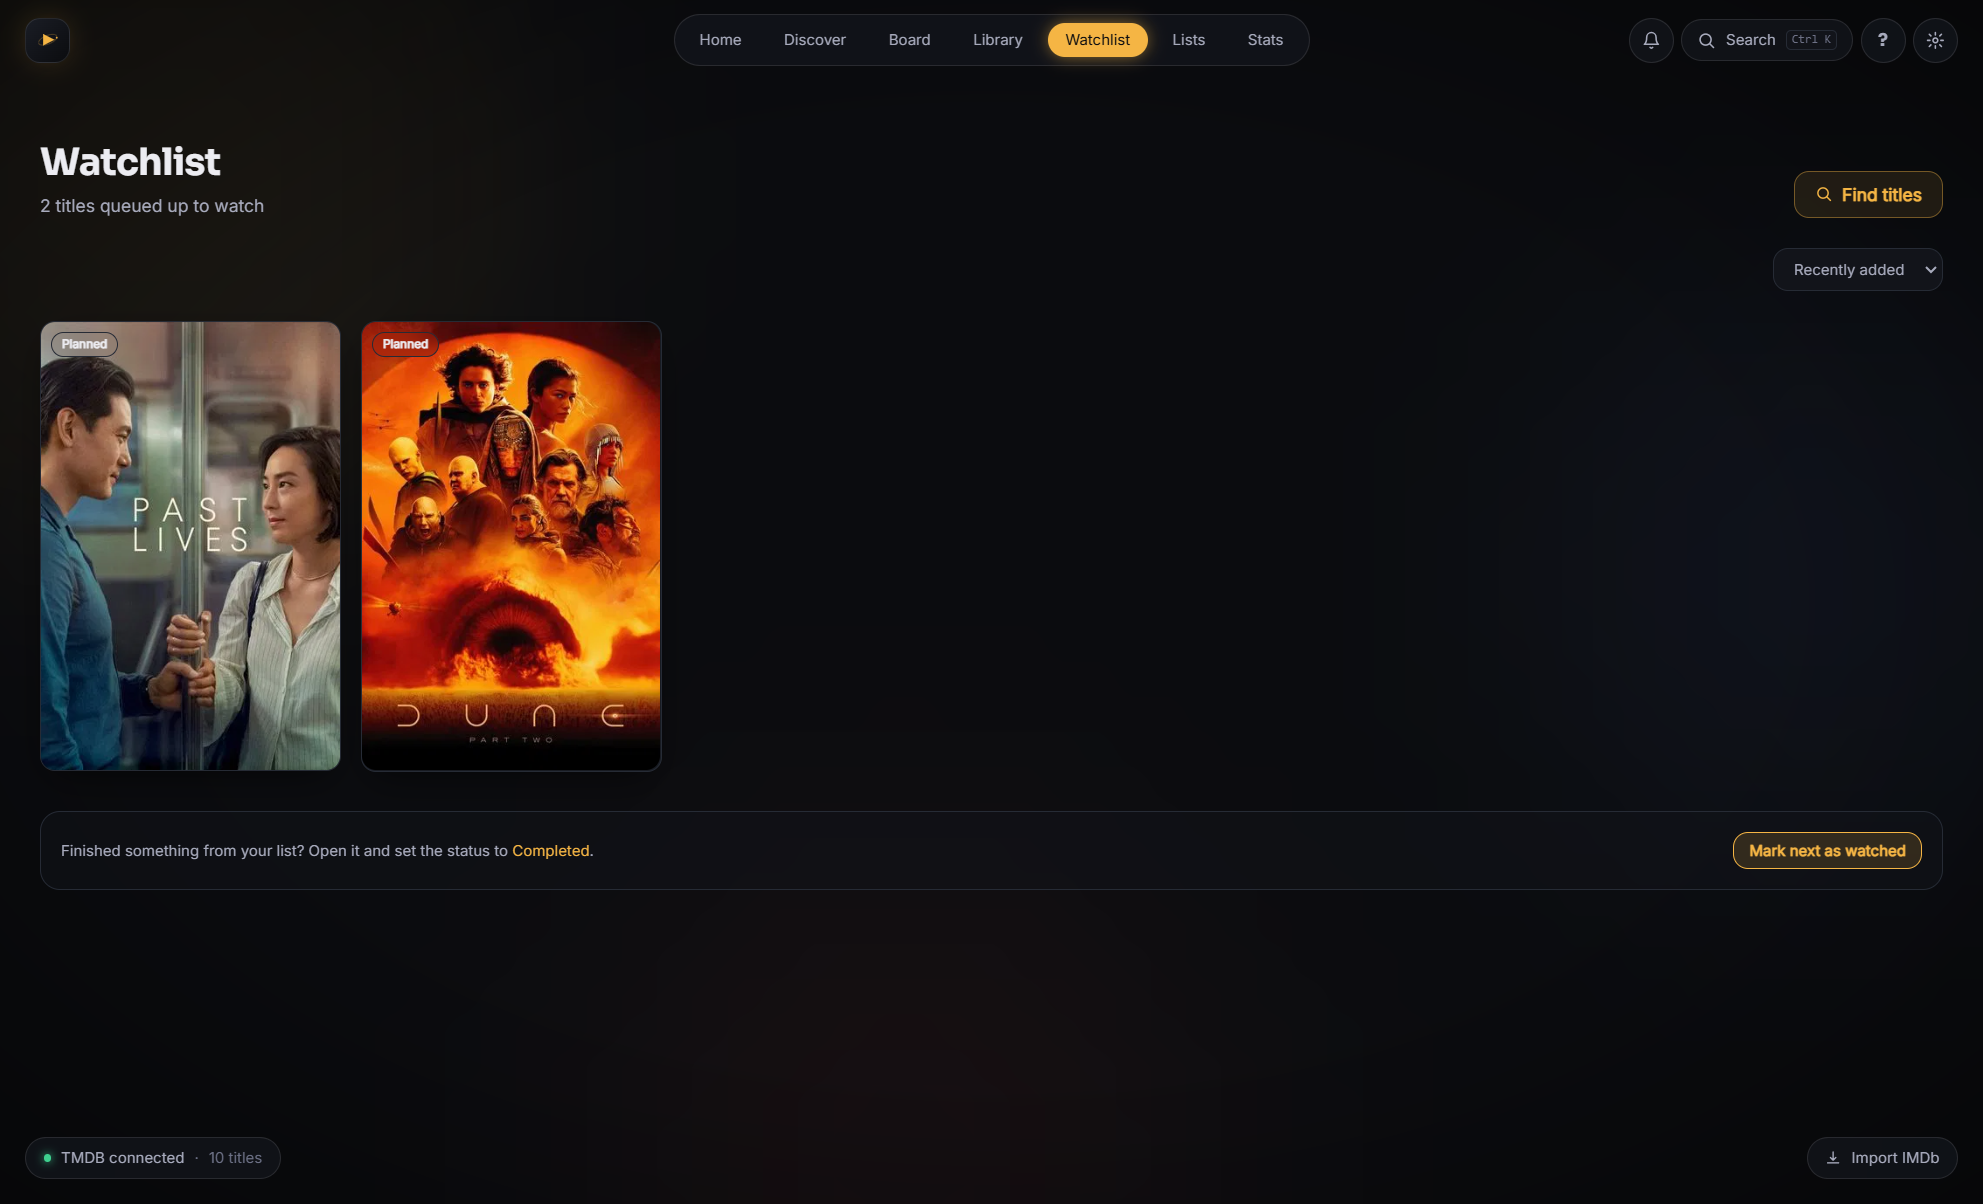 Home Discover Board Library Watchlist Lists Stats
Search Ctrl K ?
Watchlist
2 titles queued up to watch
Find titles
Recently added
Planned
PAST
LIVES
Planned
DUNE
PART TWO
Finished something from your list? Open it and set the status to Completed.
Mark next as watched
TMDB connected · 10 titles
Import IMDb